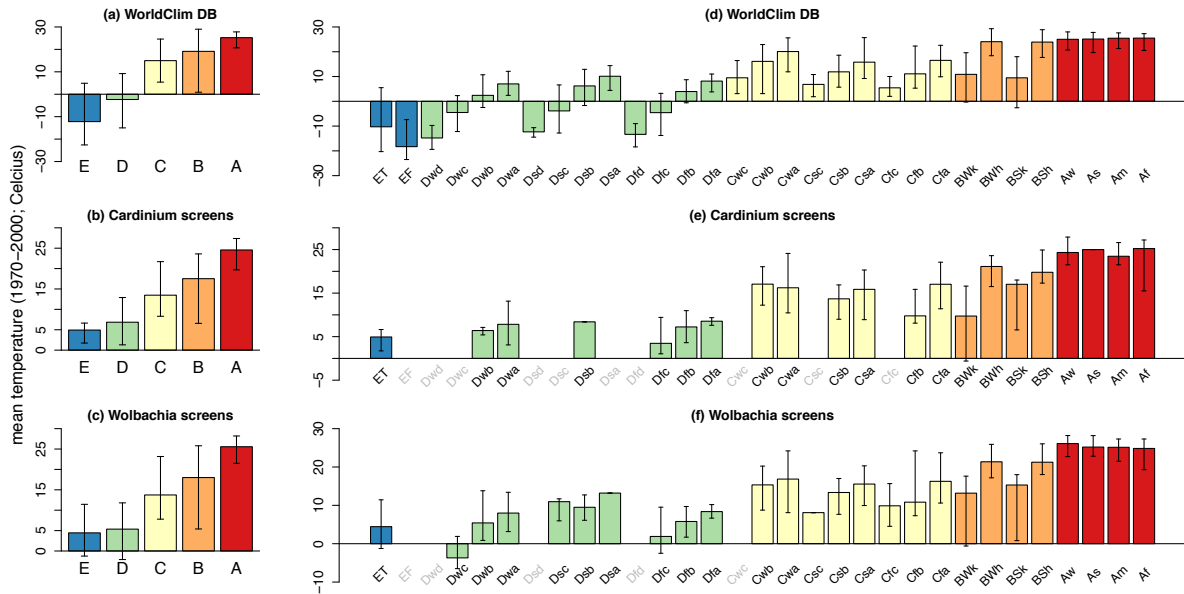 mean temperature (1970−2000; Celcius)
(a) WorldClim DB
30
10
−10
−30
E D C B A
(d) WorldClim DB
30
10
−10
−30
ET EF Dwd Dwc Dwb Dwa Dsd Dsc Dsb Dsa Dfd Dfc Dfb Dfa Cwc Cwb Cwa Csc Csb Csa Cfc Cfb Cfa BWk BWh BSk BSh Aw As Am Af
(b) Cardinium screens
25
15
5
0
E D C B A
(e) Cardinium screens
25
15
5
−5
ET EF Dwd Dwc Dwb Dwa Dsd Dsc Dsb Dsa Dfd Dfc Dfb Dfa Cwc Cwb Cwa Csc Csb Csa Cfc Cfb Cfa BWk BWh BSk BSh Aw As Am Af
(c) Wolbachia screens
25
15
5
0
E D C B A
(f) Wolbachia screens
30
20
10
0
−10
ET EF Dwd Dwc Dwb Dwa Dsd Dsc Dsb Dsa Dfd Dfc Dfb Dfa Cwc Cwb Cwa Csc Csb Csa Cfc Cfb Cfa BWk BWh BSk BSh Aw As Am Af